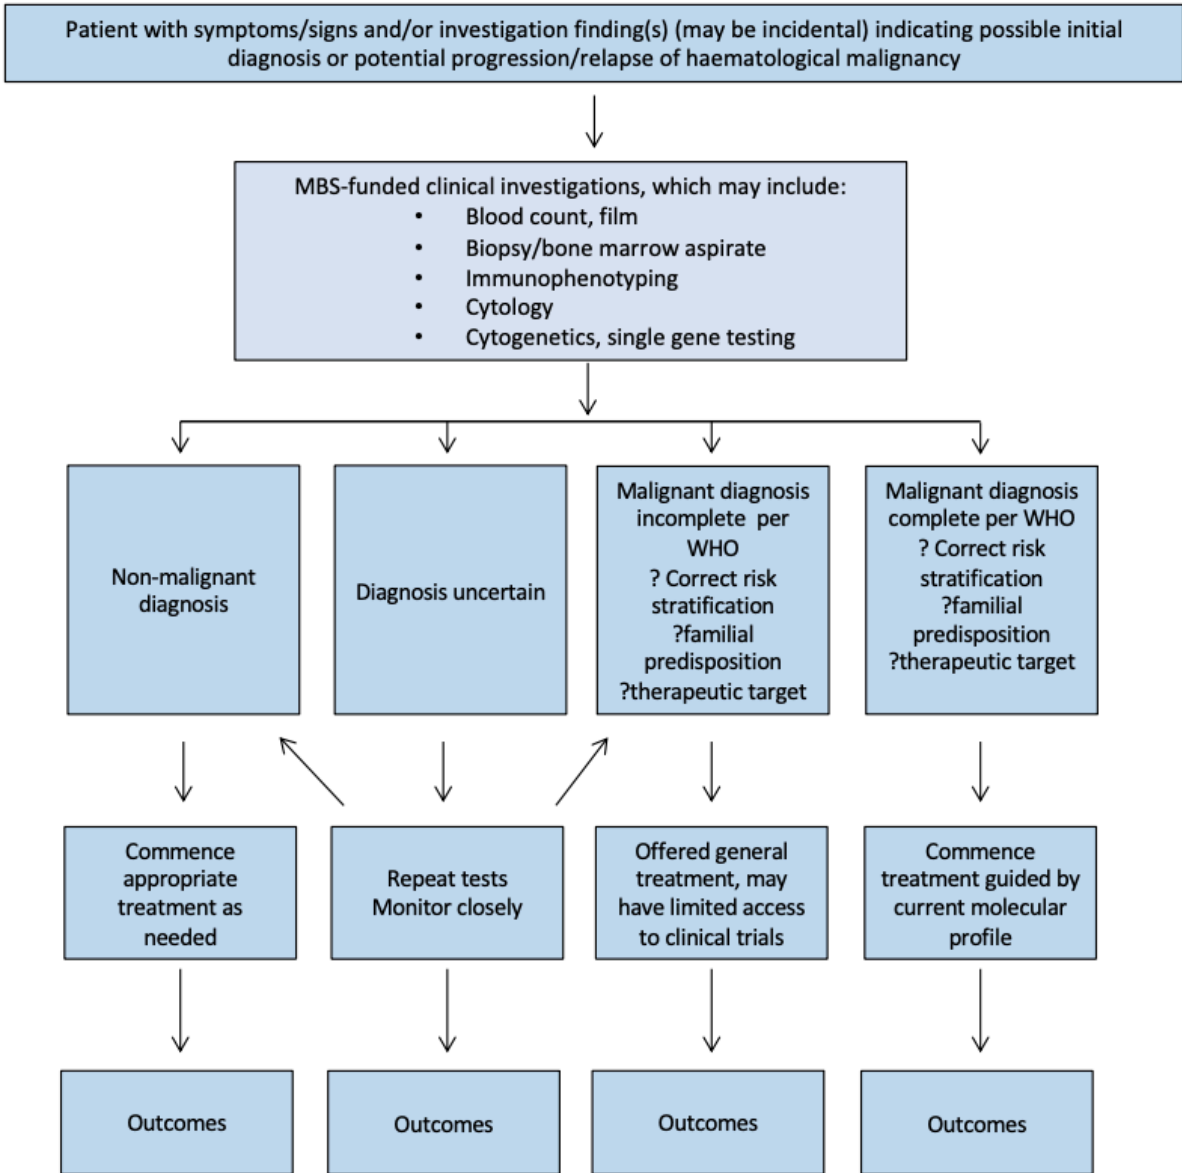 Patient with symptoms/signs and/or investigation finding(s) (may be incidental) indicating possible initial
diagnosis or potential progression/relapse of haematological malignancy
MBS-funded clinical investigations, which may include:
• Blood count, film
• Biopsy/bone marrow aspirate
• Immunophenotyping
• Cytology
• Cytogenetics, single gene testing
Non-malignant
diagnosis
Diagnosis uncertain
Malignant diagnosis
incomplete per
WHO
? Correct risk
stratification
?familial
predisposition
?therapeutic target
Malignant diagnosis
complete per WHO
? Correct risk
stratification
?familial
predisposition
?therapeutic target
Commence
appropriate
treatment as
needed
Repeat tests
Monitor closely
Offered general
treatment, may
have limited access
to clinical trials
Commence
treatment guided by
current molecular
profile
Outcomes
Outcomes
Outcomes
Outcomes